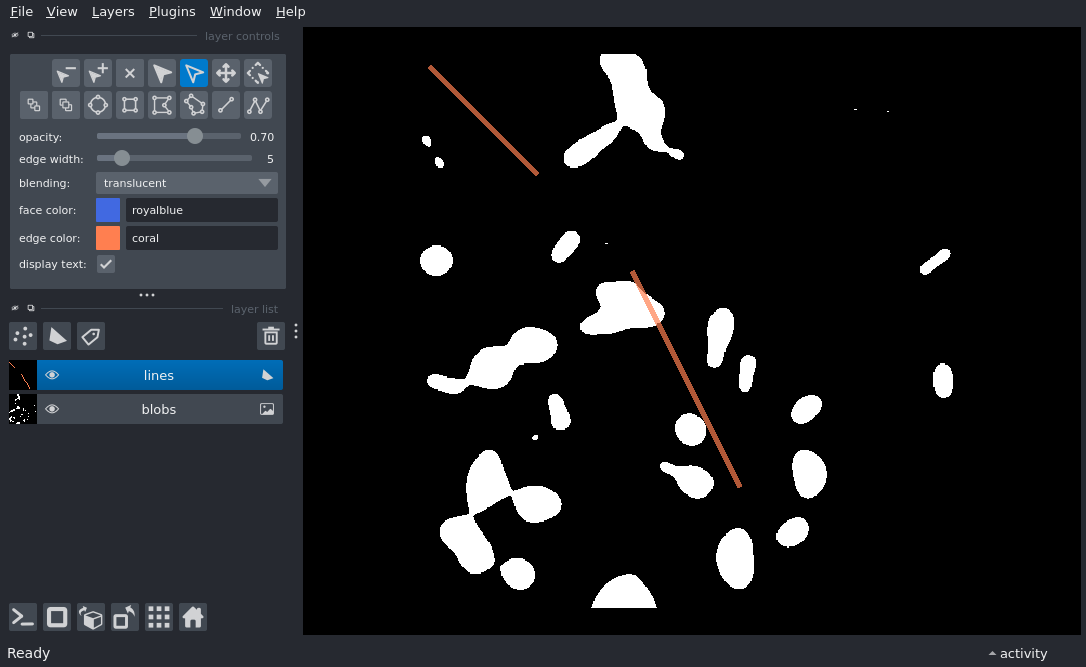 File View Layers Plugins Window Help
layer controls
opacity: 0.70
edge width: 5
blending: translucent
face color: royalblue
edge color: coral
display text:
layer list
lines
blobs
Ready
activity